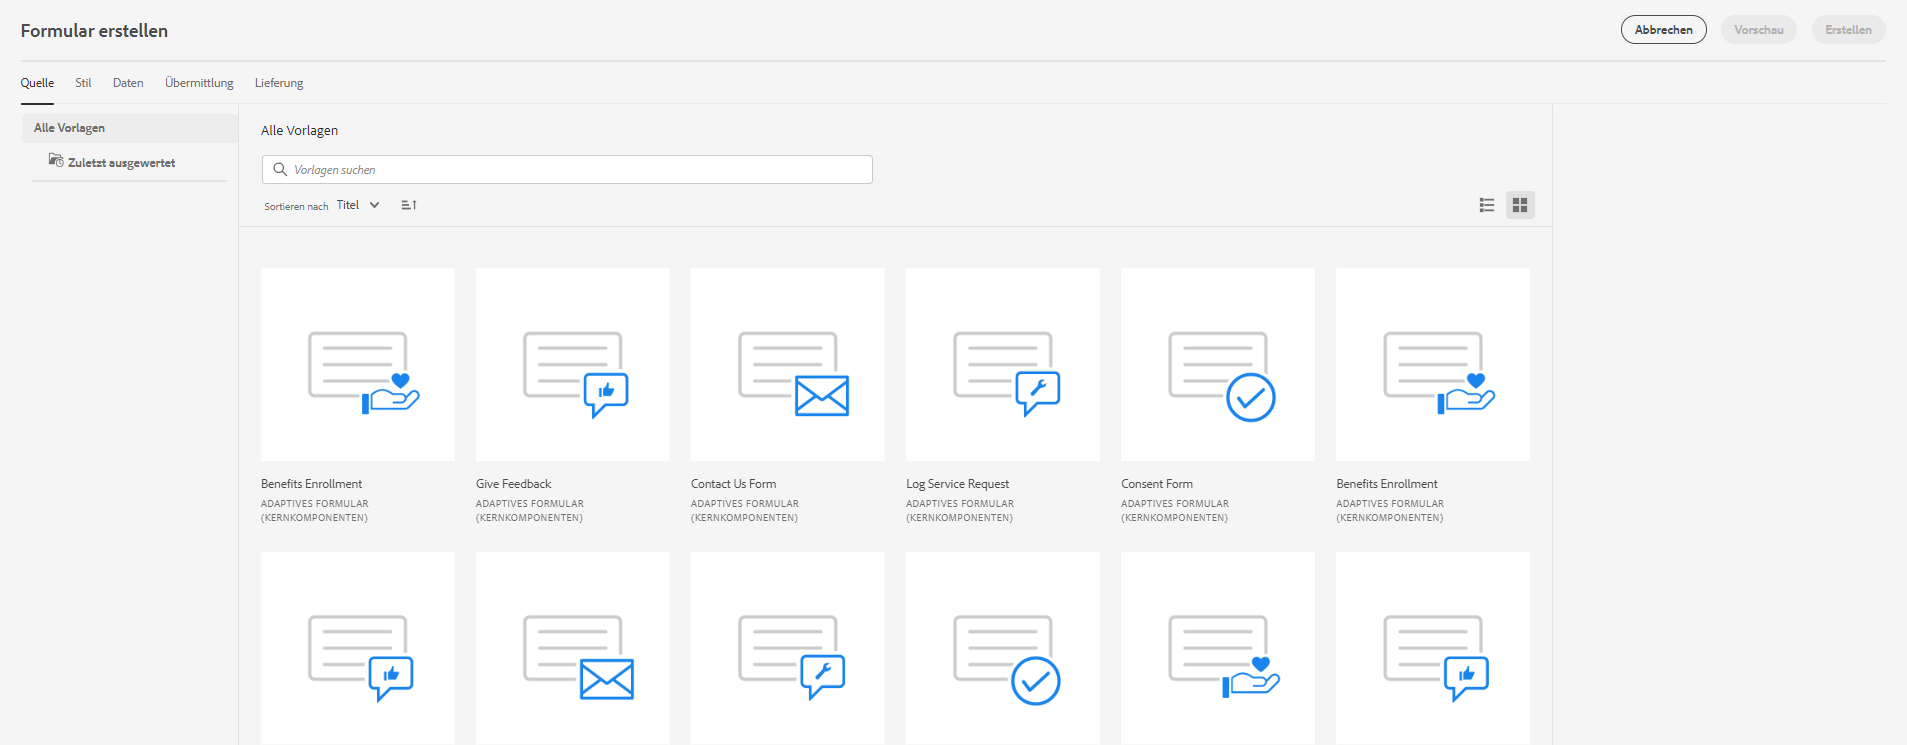 Formular erstellen
Abbrechen
Vorschau
Erstellen
Quelle
Stil
Daten
Übermittlung
Lieferung
Alle Vorlagen
Zuletzt ausgewertet
Alle Vorlagen
Vorlagen suchen
Sortieren nach Titel
Benefits Enrollment
ADAPTIVES FORMULAR
(KERNKOMPONENTEN)
Give Feedback
ADAPTIVES FORMULAR
(KERNKOMPONENTEN)
Contact Us Form
ADAPTIVES FORMULAR
(KERNKOMPONENTEN)
Log Service Request
ADAPTIVES FORMULAR
(KERNKOMPONENTEN)
Consent Form
ADAPTIVES FORMULAR
(KERNKOMPONENTEN)
Benefits Enrollment
ADAPTIVES FORMULAR
(KERNKOMPONENTEN)